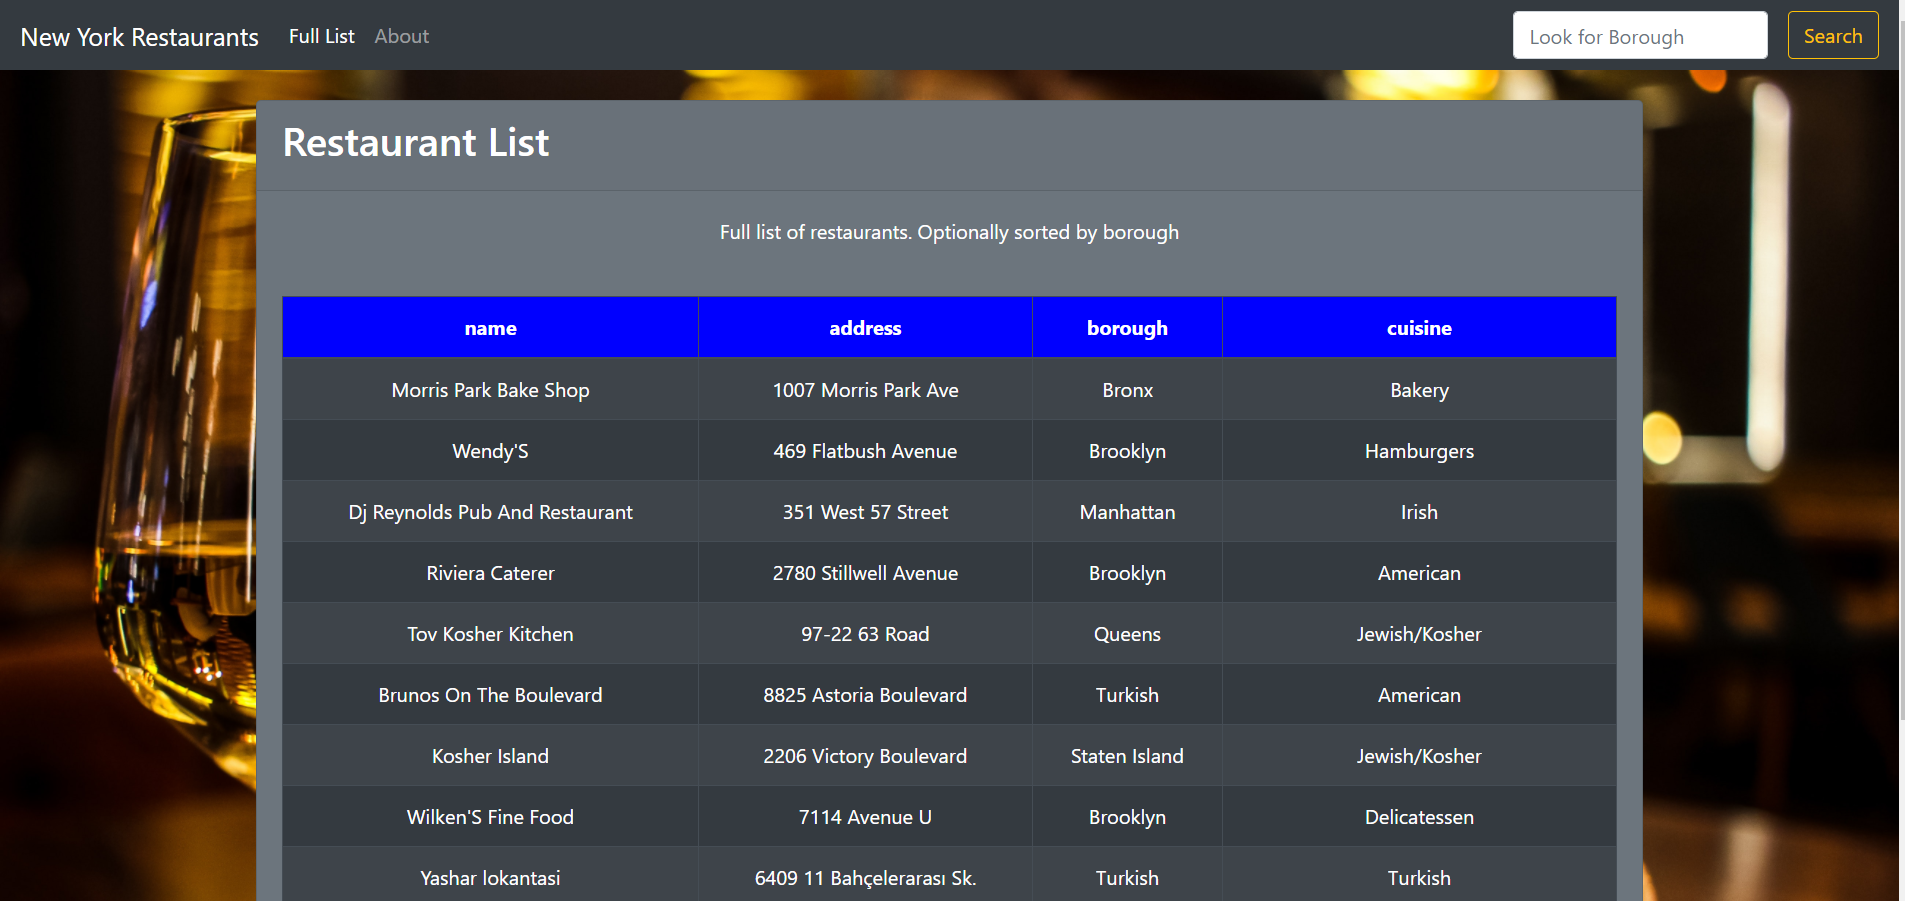 New York Restaurants Full List About Look for Borough Search
Restaurant List
Full list of restaurants. Optionally sorted by borough
name address borough cuisine
Morris Park Bake Shop 1007 Morris Park Ave Bronx Bakery
Wendy'S 469 Flatbush Avenue Brooklyn Hamburgers
Dj Reynolds Pub And Restaurant 351 West 57 Street Manhattan Irish
Riviera Caterer 2780 Stillwell Avenue Brooklyn American
Tov Kosher Kitchen 97-22 63 Road Queens Jewish/Kosher
Brunos On The Boulevard 8825 Astoria Boulevard Turkish American
Kosher Island 2206 Victory Boulevard Staten Island Jewish/Kosher
Wilken'S Fine Food 7114 Avenue U Brooklyn Delicatessen
Yashar lokantasi 6409 11 Bahçelerarası Sk. Turkish Turkish